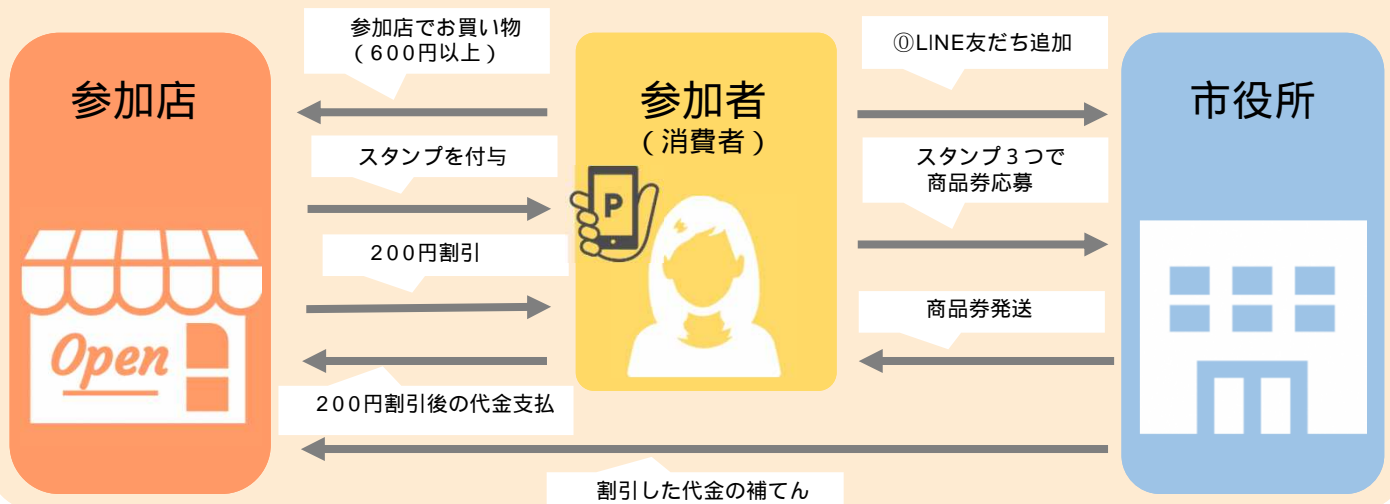 参加店
参加店でお買い物
(600円以上)
スタンプを付与
200円割引
200円割引後の代金支払
Open
参加者
(消費者)
P
⓪LINE友だち追加
スタンプ3つで
商品券応募
商品券発送
市役所
割引した代金の補てん